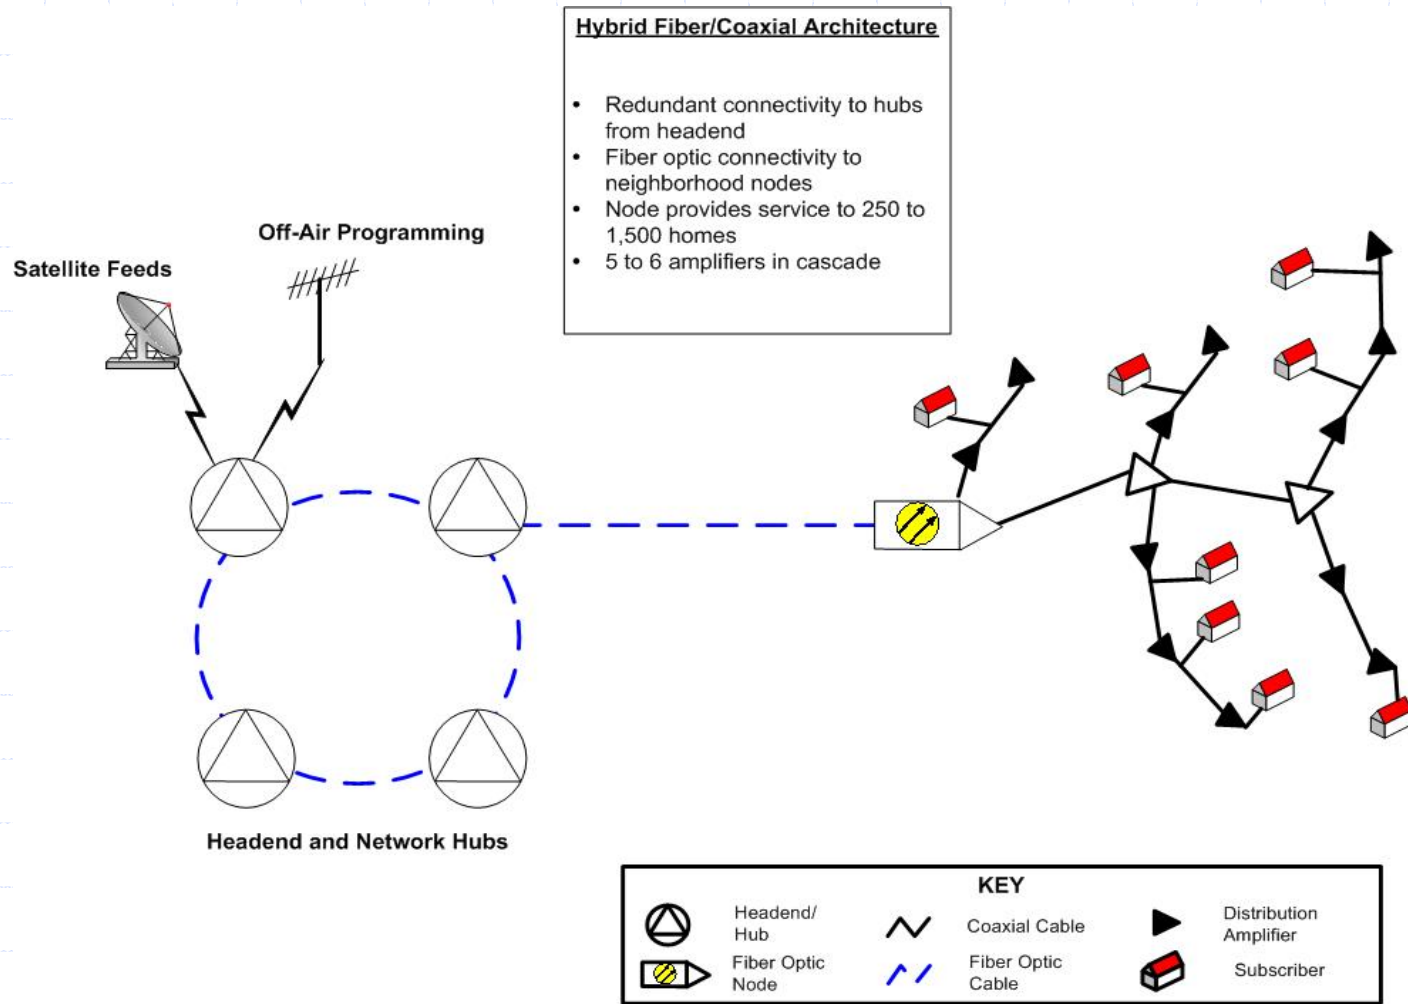 Hybrid Fiber/Coaxial Architecture
• Redundant connectivity to hubs
from headend
• Fiber optic connectivity to
neighborhood nodes
• Node provides service to 250 to
1,500 homes
• 5 to 6 amplifiers in cascade
Off-Air Programming
Satellite Feeds
Headend and Network Hubs
KEY
Headend/
Hub
Coaxial Cable
Distribution
Amplifier
Fiber Optic
Node
Fiber Optic
Cable
Subscriber